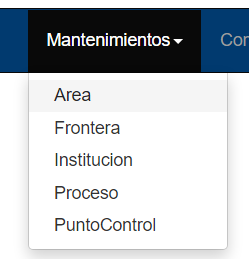 Mantenimientos
Area
Frontera
Institucion
Proceso
PuntoControl